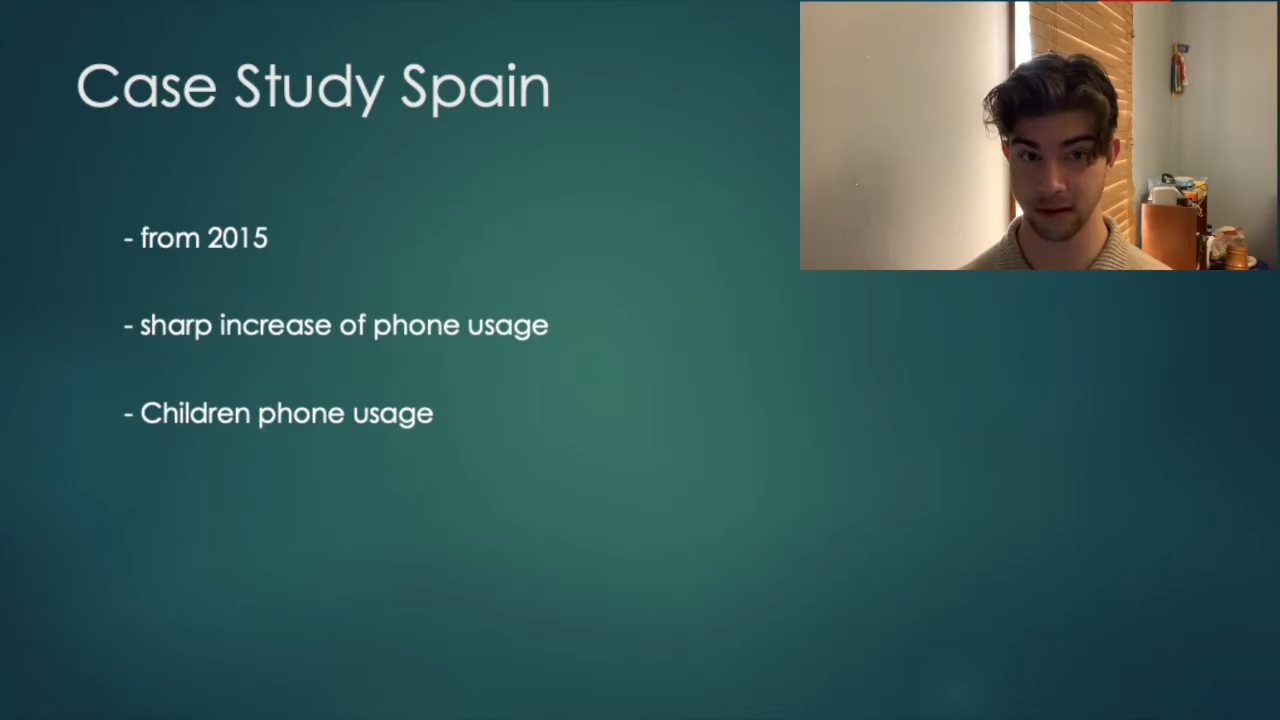 Case Study Spain
- from 2015
- sharp increase of phone usage
- Children phone usage